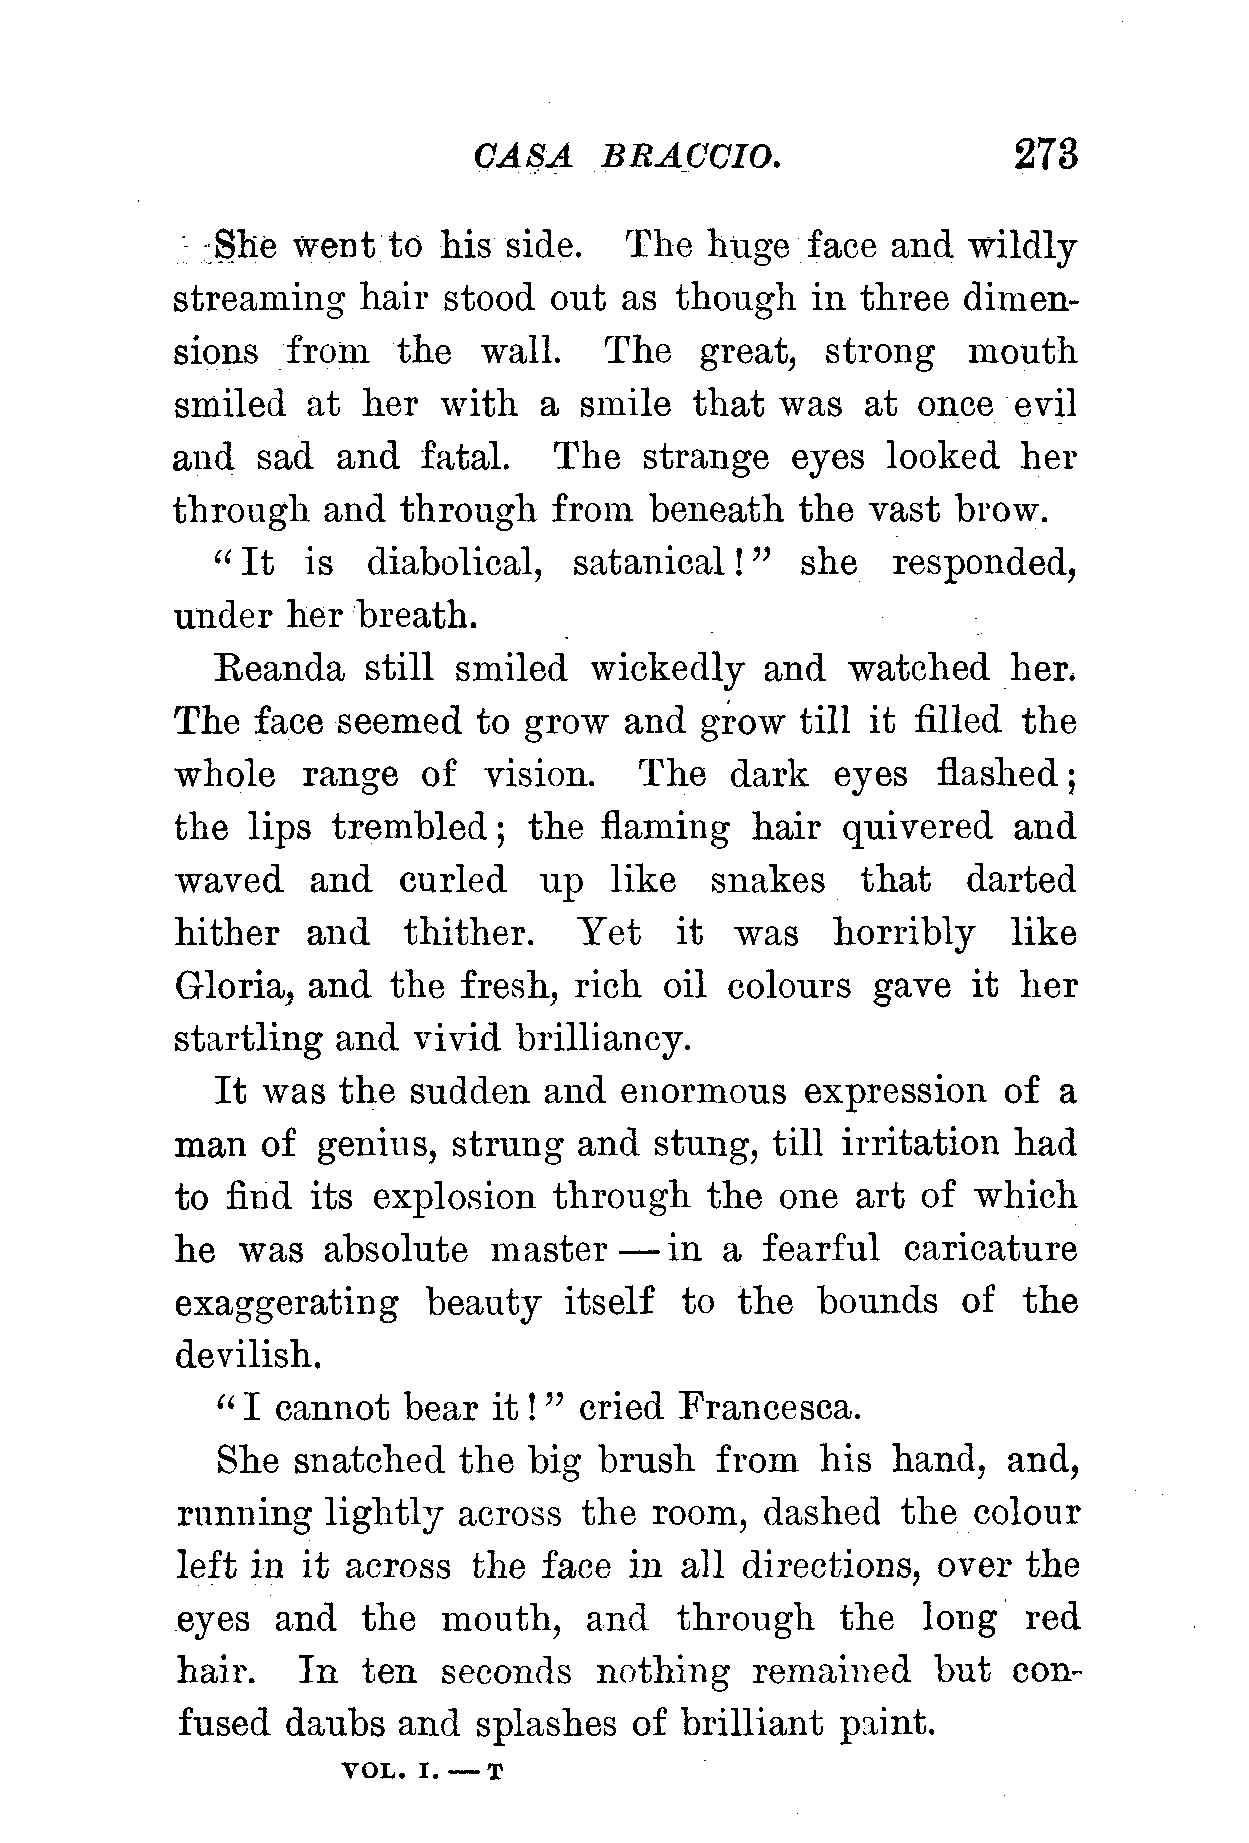 CASA BRACCIO. 273
She went to his side. The huge face and wildly
streaming hair stood out as though in three dimen-
sions from the wall. The great, strong mouth
smiled at her with a smile that was at once evil
and sad and fatal. The strange eyes looked her
through and through from beneath the vast brow.
“It is diabolical, satanical!” she responded,
under her breath.
Reanda still smiled wickedly and watched her.
The face seemed to grow and grow till it filled the
whole range of vision. The dark eyes flashed;
the lips trembled; the flaming hair quivered and
waved and curled up like snakes that darted
hither and thither. Yet it was horribly like
Gloria, and the fresh, rich oil colours gave it her
startling and vivid brilliancy.
It was the sudden and enormous expression of a
man of genius, strung and stung, till irritation had
to find its explosion through the one art of which
he was absolute master — in a fearful caricature
exaggerating beauty itself to the bounds of the
devilish.
“I cannot bear it!” cried Francesca.
She snatched the big brush from his hand, and,
running lightly across the room, dashed the colour
left in it across the face in all directions, over the
eyes and the mouth, and through the long red
hair. In ten seconds nothing remained but con-
fused daubs and splashes of brilliant paint.
VOL. I. — T